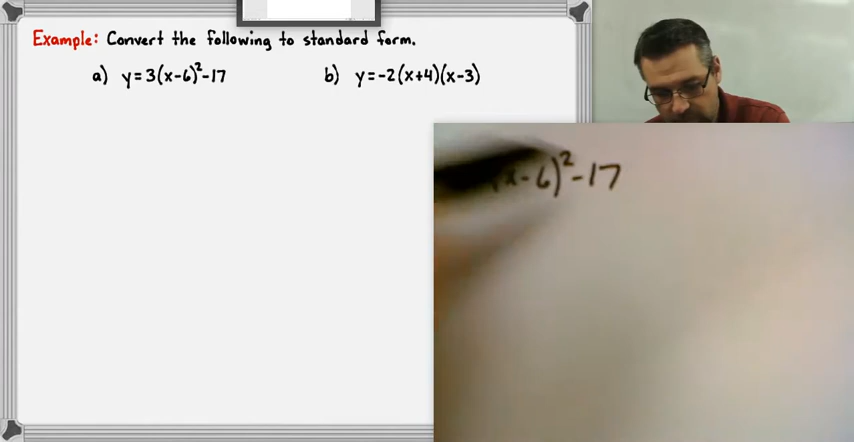 Example: Convert the following to standard form.
a) y=3(x-6)²-17 b) y=-2(x+4)(x-3)
x-6)²-17